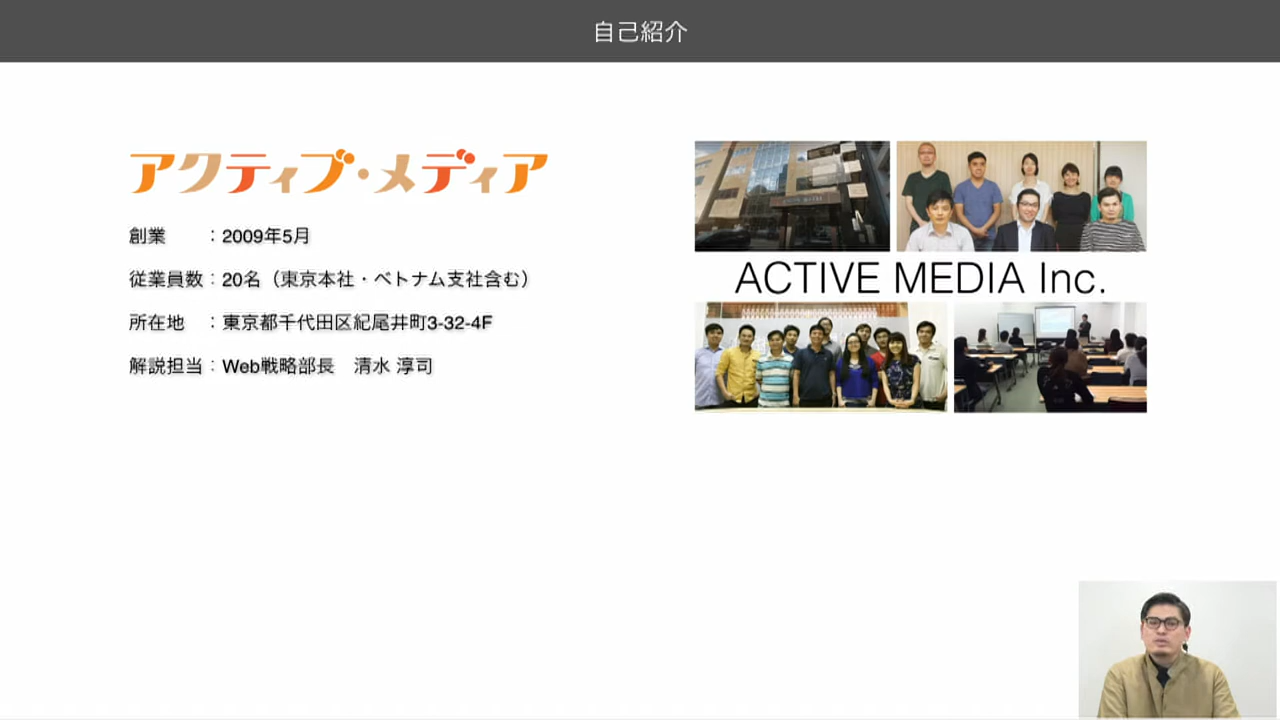 自己紹介
アクティブ・メディア
創業　　：2009年5月
従業員数：20名（東京本社・ベトナム支社含む）
所在地　：東京都千代田区紀尾井町3-32-4F
解説担当：Web戦略部長　清水 淳司
ACTIVE MEDIA Inc.